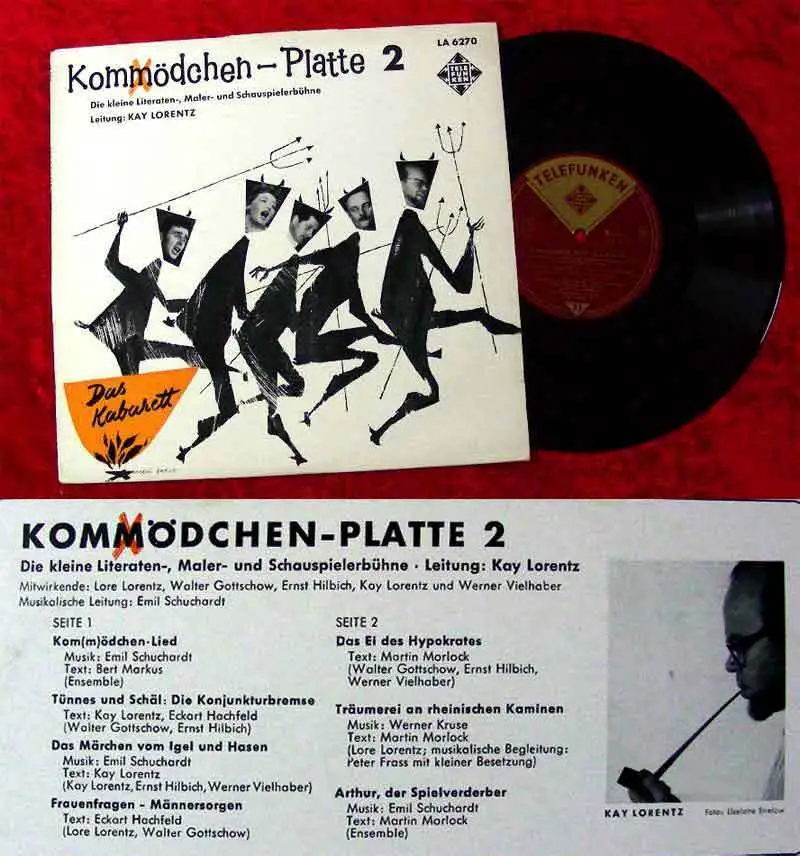 Kommödchen-Platte 2
LA 6270
TELE
FUN
KEN
Die kleine Literaten-, Maler- und Schauspielerbühne
Leitung: KAY LORENTZ
Das
Kabarett
TELEFUNKEN
KOMMÖDCHEN-PLATTE 2
Die kleine Literaten-, Maler- und Schauspielerbühne · Leitung: Kay Lorentz
Mitwirkende: Lore Lorentz, Walter Gottschow, Ernst Hilbich, Kay Lorentz und Werner Vielhaber
Musikalische Leitung: Emil Schuchardt
SEITE 1
Kom(m)ödchen-Lied
Musik: Emil Schuchardt
Text: Bert Markus
(Ensemble)
Tünnes und Schäl: Die Konjunkturbremse
Text: Kay Lorentz, Eckart Hachfeld
(Walter Gottschow, Ernst Hilbich)
Das Märchen vom Igel und Hasen
Musik: Emil Schuchardt
Text: Kay Lorentz
(Kay Lorentz, Ernst Hilbich, Werner Vielhaber)
Frauenfragen - Männersorgen
Text: Eckart Hachfeld
(Lore Lorentz, Walter Gottschow)
SEITE 2
Das Ei des Hypokrates
Text: Martin Morlock
(Walter Gottschow, Ernst Hilbich,
Werner Vielhaber)
Träumerei an rheinischen Kaminen
Musik: Werner Kruse
Text: Martin Morlock
(Lore Lorentz; musikalische Begleitung:
Peter Frass mit kleiner Besetzung)
Arthur, der Spielverderber
Musik: Emil Schuchardt
Text: Martin Morlock
(Ensemble)
KAY LORENTZ
Foto: Liselotte Strelow